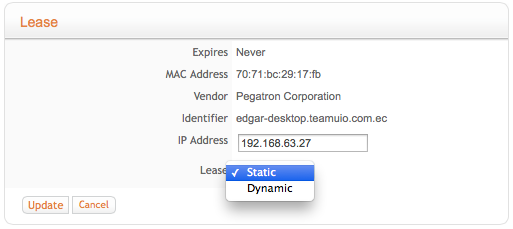 Lease
Expires Never
MAC Address 70:71:bc:29:17:fb
Vendor Pegatron Corporation
Identifier edgar-desktop.teamuio.com.ec
IP Address 192.168.63.27
Lease ✓ Static
Dynamic
Update Cancel